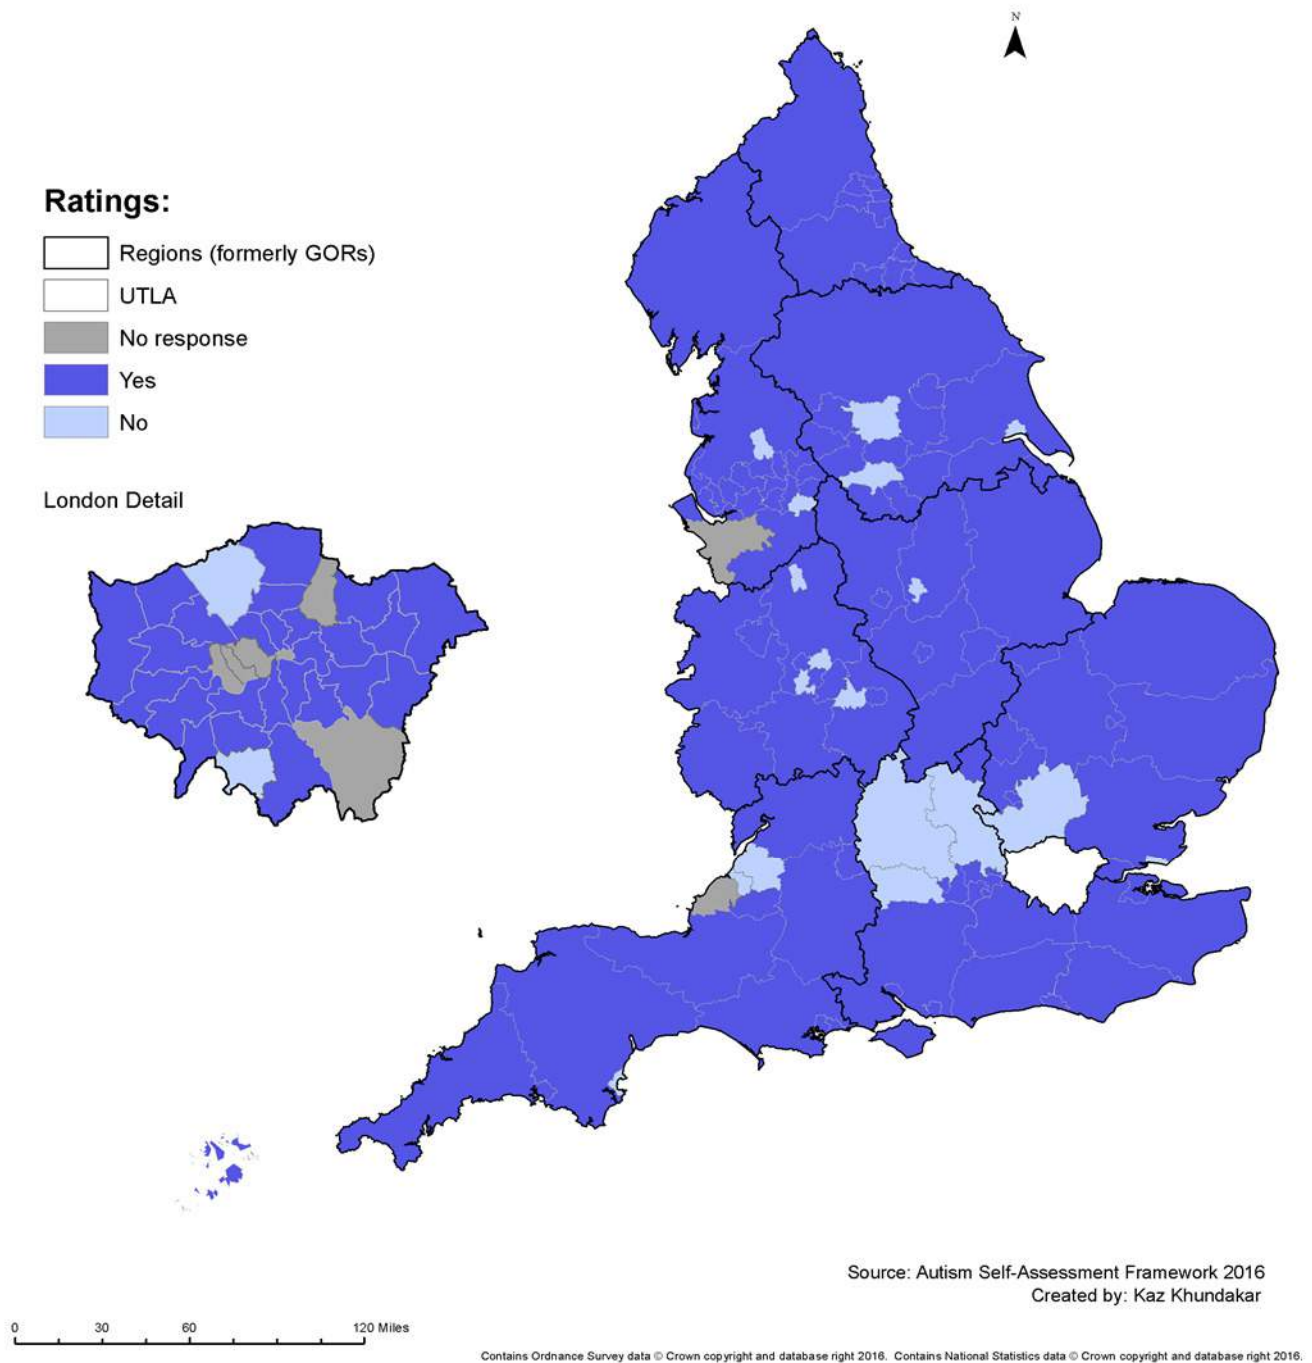 N
Ratings:
Regions (formerly GORs)
UTLA
No response
Yes
No
London Detail
Source: Autism Self-Assessment Framework 2016
Created by: Kaz Khundakar
0 30 60 120 Miles
Contains Ordnance Survey data © Crown copyright and database right 2016. Contains National Statistics data © Crown copyright and database right 2016.